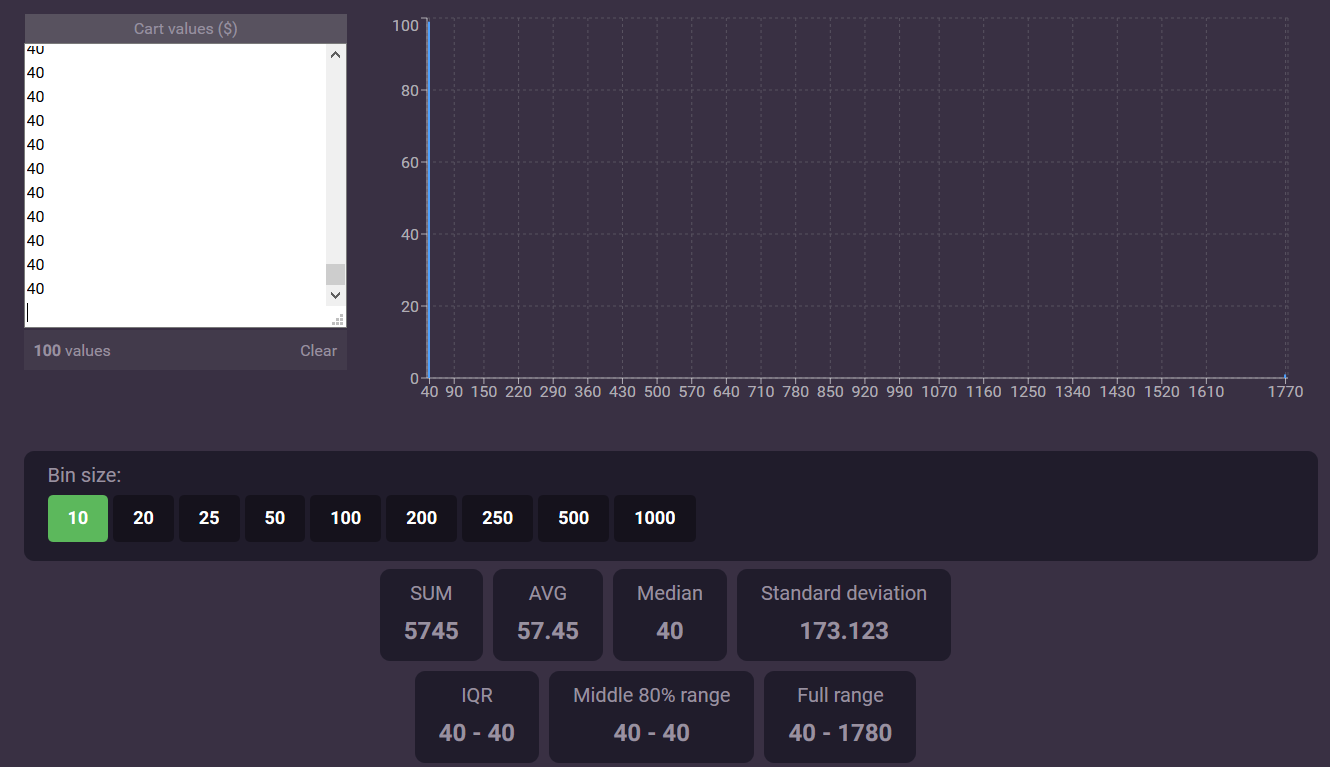 Cart values ($)
40
40
40
40
40
40
40
40
40
40
40
100 values
Clear
100
80
60
40
20
0
40 90 150 220 290 360 430 500 570 640 710 780 850 920 990 1070 1160 1250 1340 1430 1520 1610 1770
Bin size:
10 20 25 50 100 200 250 500 1000
SUM
5745
AVG
57.45
Median
40
Standard deviation
173.123
IQR
40 - 40
Middle 80% range
40 - 40
Full range
40 - 1780